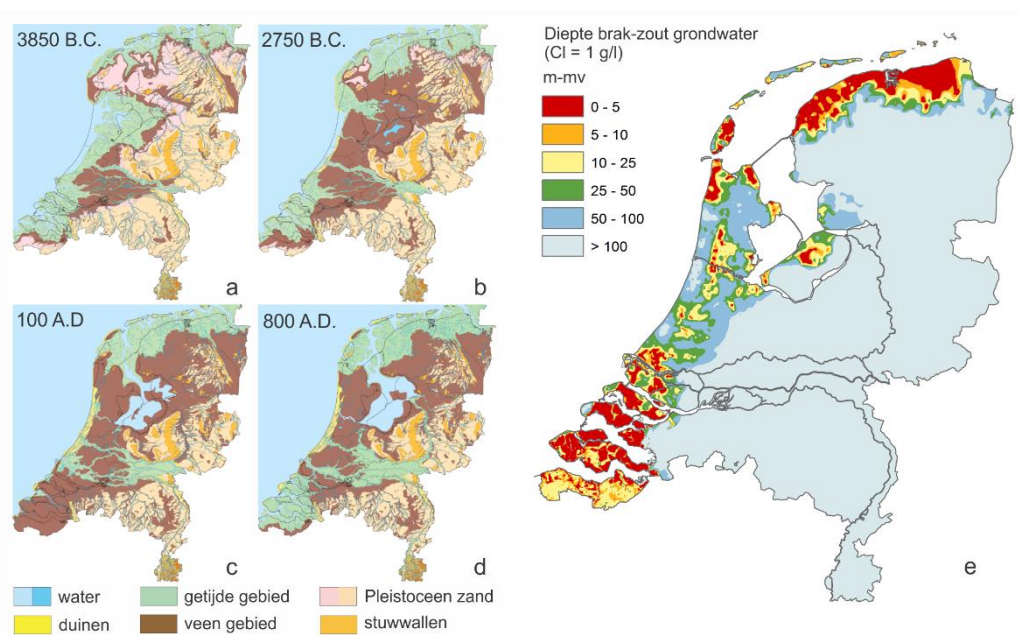 3850 B.C.
2750 B.C.
a
b
100 A.D
800 A.D.
c
d
water
getijde gebied
Pleistoceen zand
duinen
veen gebied
stuwwallen
Diepte brak-zout grondwater
(Cl = 1 g/l)
m-mv
0 - 5
5 - 10
10 - 25
25 - 50
50 - 100
> 100
e